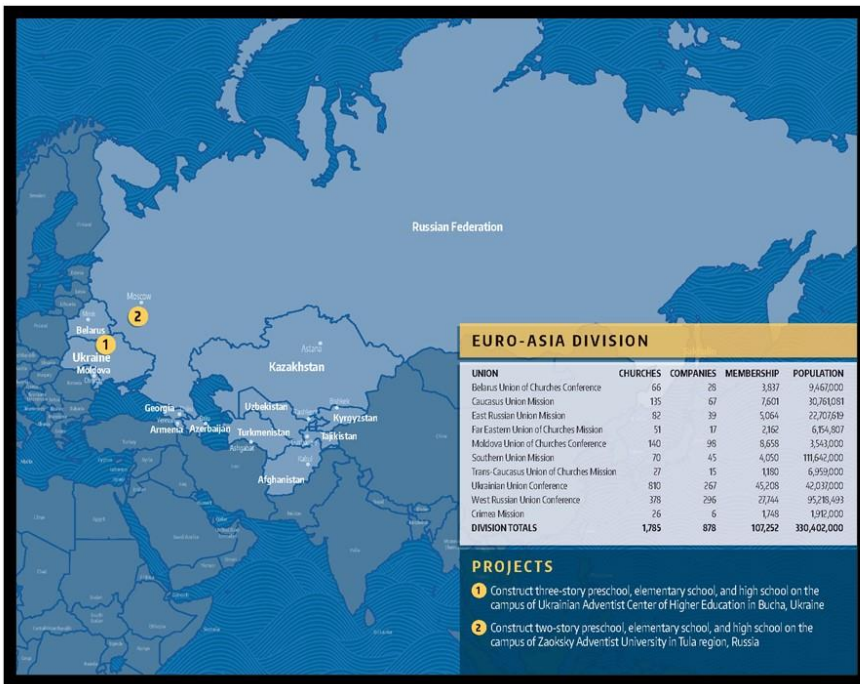 Russian Federation
Moscow
2
Minsk
Belarus
1
Ukraine
Moldova
Astana
Kazakhstan
Georgia
Armenia
Azerbaijan
Uzbekistan
Turkmenistan
Bishkek
Kyrgyzstan
Tajikistan
Ashgabat
Kabul
Afghanistan
EURO-ASIA DIVISION
UNION CHURCHES COMPANIES MEMBERSHIP POPULATION
Belarus Union of Churches Conference 66 28 3,837 9,467,000
Caucasus Union Mission 135 67 7,601 30,761,081
East Russian Union Mission 82 39 5,064 22,707,619
Far Eastern Union of Churches Mission 51 17 2,162 6,154,807
Moldova Union of Churches Conference 140 98 8,658 3,543,000
Southern Union Mission 70 45 4,050 111,642,000
Trans-Caucasus Union of Churches Mission 27 15 1,180 6,959,000
Ukrainian Union Conference 810 267 45,208 42,037,000
West Russian Union Conference 378 296 27,744 95,218,493
Crimea Mission 26 6 1,748 1,912,000
DIVISION TOTALS 1,785 878 107,252 330,402,000
PROJECTS
1 Construct three-story preschool, elementary school, and high school on the
campus of Ukrainian Adventist Center of Higher Education in Bucha, Ukraine
2 Construct two-story preschool, elementary school, and high school on the
campus of Zaoksky Adventist University in Tula region, Russia